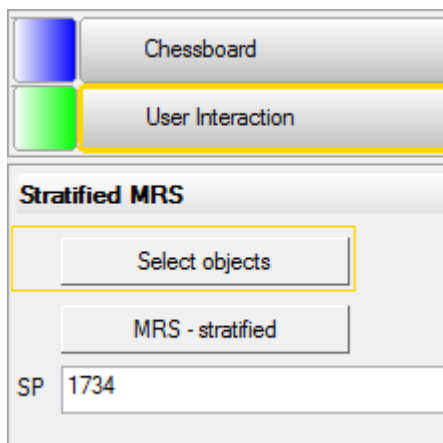 Chessboard
User Interaction
Stratified MRS
Select objects
MRS - stratified
SP 1734